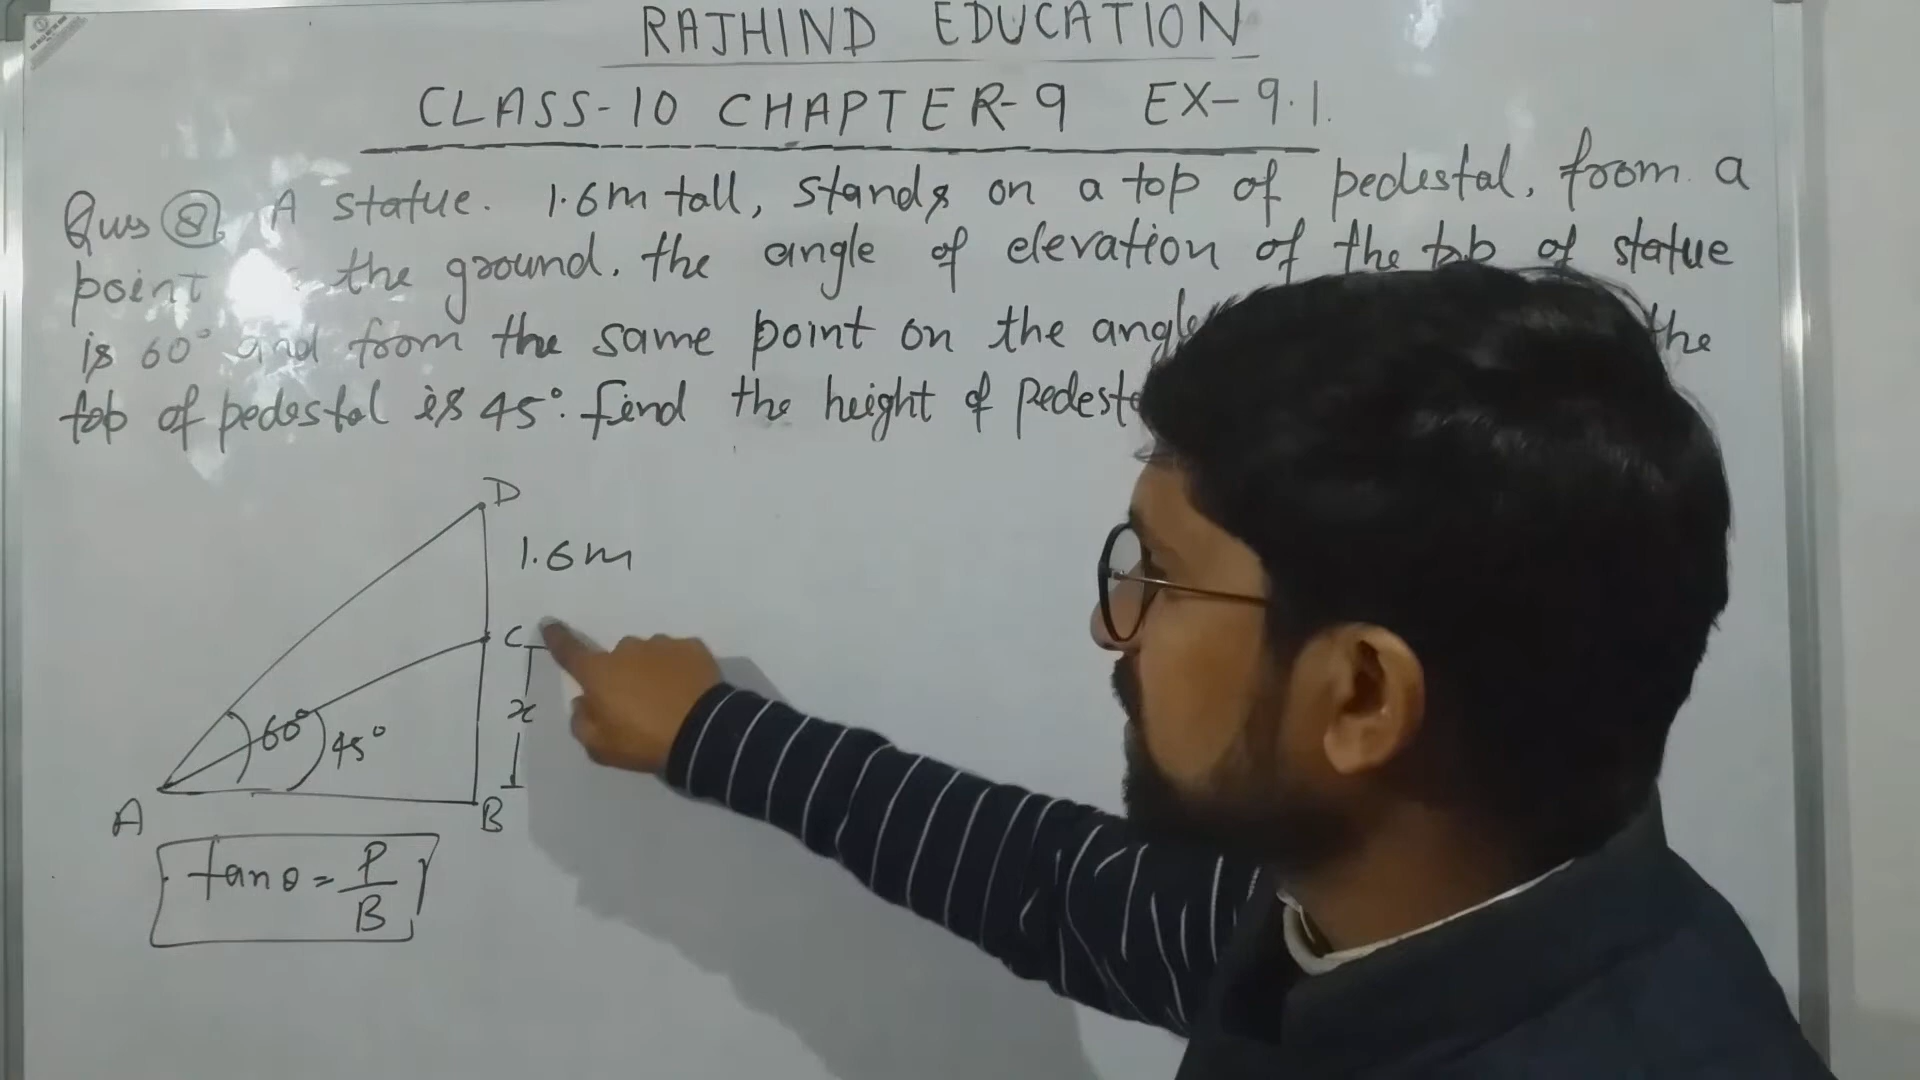 RAJHIND EDUCATION
CLASS-10 CHAPTER-9 EX-9.1.
Qus 8 A statue. 1.6m tall, stands on a top of pedestal, from a
point the ground. the angle of elevation of the top of statue
is 60° and from the same point on the angle the
top of pedestal is 45°. find the height of pedesta
D
1.6m
C
x
60°
45°
A
B
tanθ = P/B